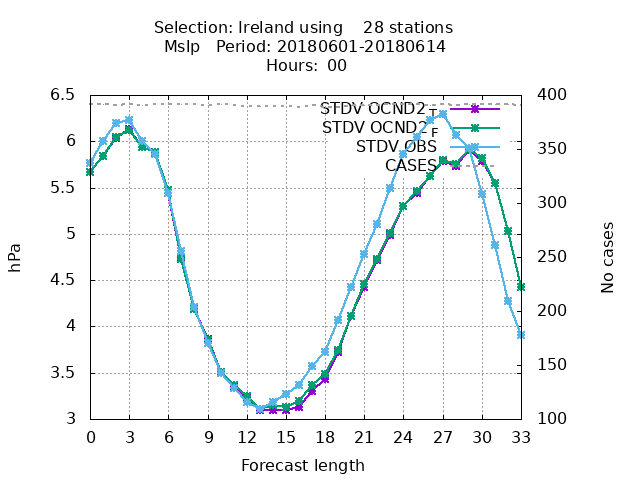 Selection: Ireland using 28 stations
Mslp Period: 20180601-20180614
Hours: 00
6.5
6
5.5
5
4.5
4
3.5
3
hPa
400
350
300
250
200
150
100
No cases
STDV OCND2 T
STDV OCND2 F
STDV OBS
CASES
0 3 6 9 12 15 18 21 24 27 30 33
Forecast length